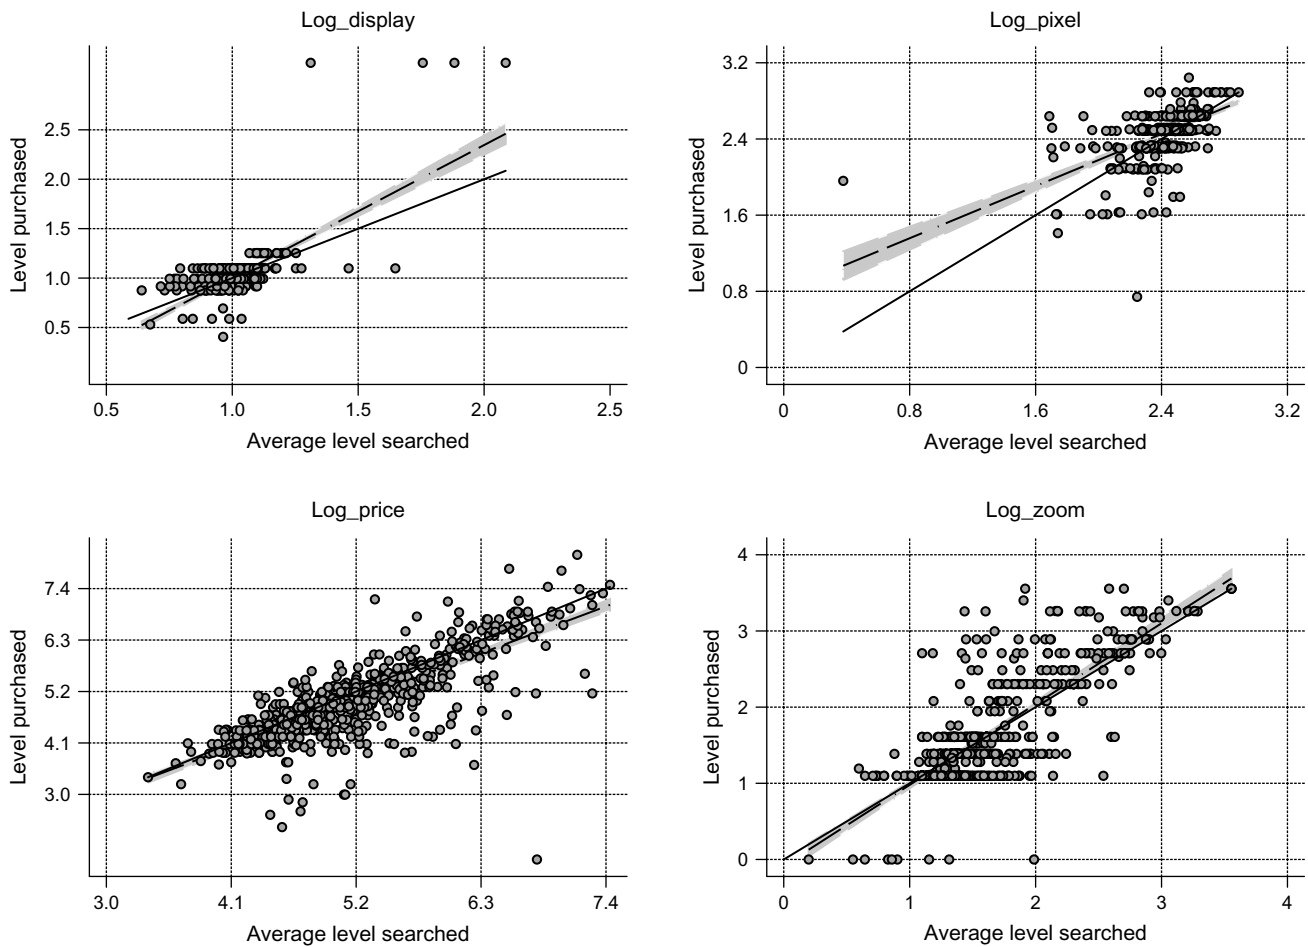 Log_display
Level purchased
2.5
2.0
1.5
1.0
0.5
0.5 1.0 1.5 2.0 2.5
Average level searched
Log_pixel
Level purchased
3.2
2.4
1.6
0.8
0
0 0.8 1.6 2.4 3.2
Average level searched
Log_price
Level purchased
7.4
6.3
5.2
4.1
3.0
3.0 4.1 5.2 6.3 7.4
Average level searched
Log_zoom
Level purchased
4
3
2
1
0
0 1 2 3 4
Average level searched